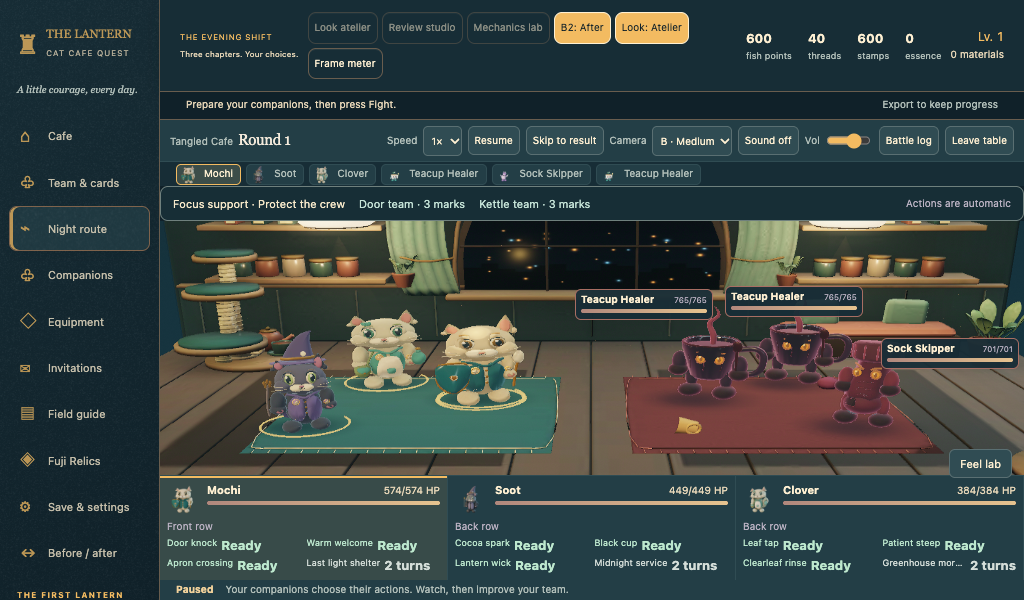 THE LANTERN
CAT CAFE QUEST
A little courage, every day.
Cafe
Team & cards
Night route
Companions
Equipment
Invitations
Field guide
Fuji Relics
Save & settings
Before / after
THE FIRST LANTERN
THE EVENING SHIFT
Three chapters. Your choices.
Look atelier
Review studio
Mechanics lab
B2: After
Look: Atelier
Frame meter
600 fish points
40 threads
600 stamps
0 essence
Lv. 1
0 materials
Prepare your companions, then press Fight.
Export to keep progress
Tangled Cafe Round 1
Speed 1x Resume Skip to result Camera B · Medium Sound off Vol Battle log Leave table
Mochi Soot Clover Teacup Healer Sock Skipper Teacup Healer
Focus support · Protect the crew Door team · 3 marks Kettle team · 3 marks Actions are automatic
Teacup Healer 765/765
Teacup Healer 765/765
Sock Skipper 701/701
Feel lab
Mochi 574/574 HP
Front row
Door knock Ready Warm welcome Ready
Apron crossing Ready Last light shelter 2 turns
Soot 449/449 HP
Back row
Cocoa spark Ready Black cup Ready
Lantern wick Ready Midnight service 2 turns
Clover 384/384 HP
Back row
Leaf tap Ready Patient steep Ready
Clearleaf rinse Ready Greenhouse mor... 2 turns
Paused Your companions choose their actions. Watch, then improve your team.